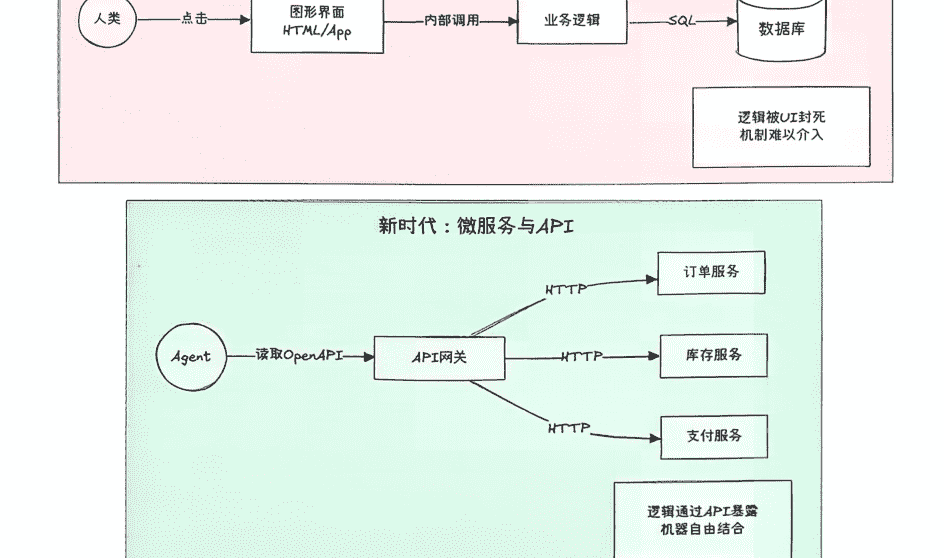 人类
点击
图形界面
HTML/App
内部调用
业务逻辑
SQL
数据库
逻辑被UI封死
机制难以介入
新时代：微服务与API
Agent
读取OpenAPI
API网关
HTTP
订单服务
HTTP
库存服务
HTTP
支付服务
逻辑通过API暴露
机器自由结合